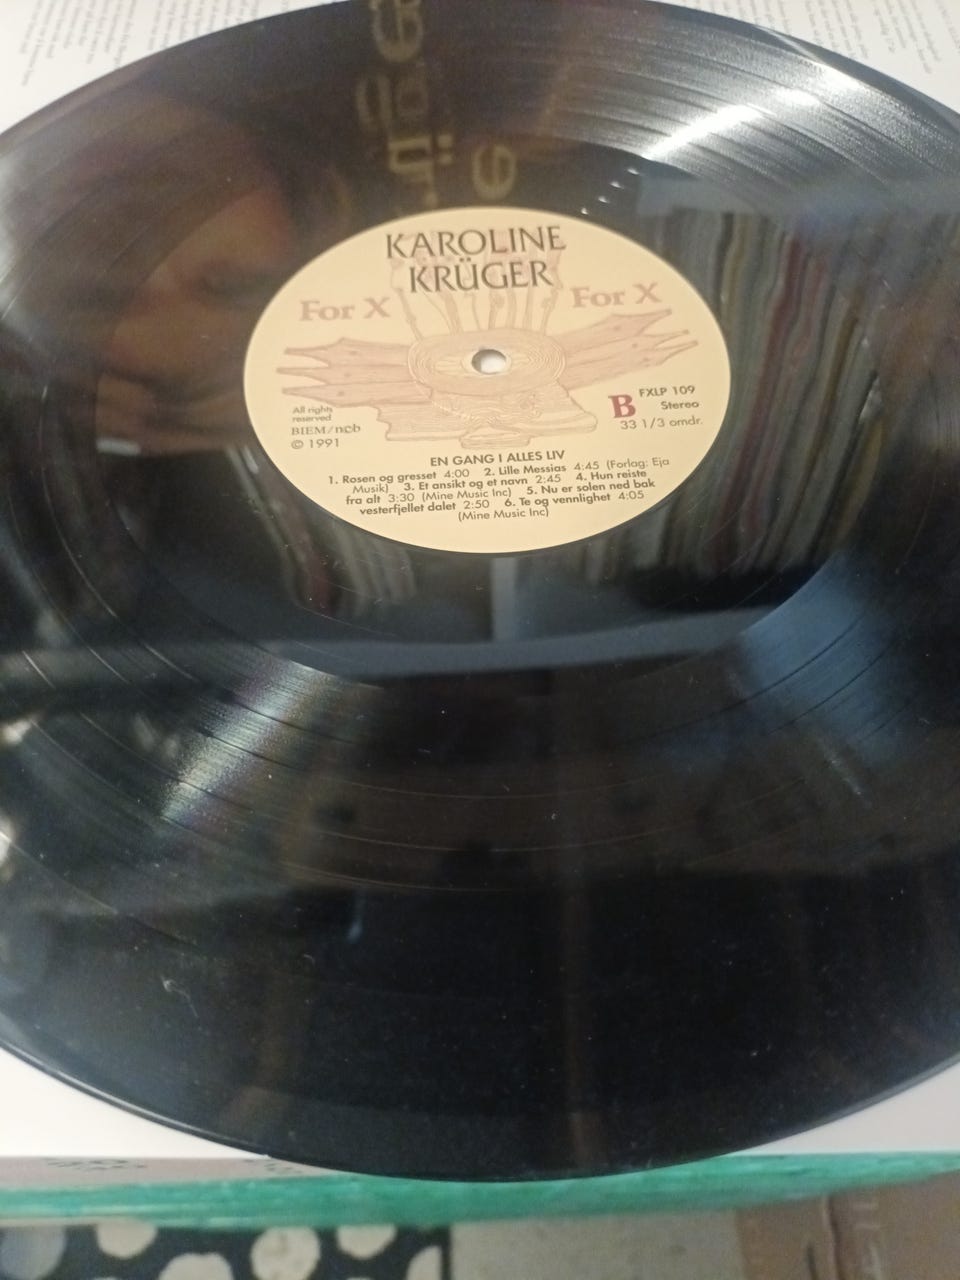 KAROLINE
KRÜGER
For X For X
All rights
reserved
BIEM/ncb
© 1991
B FXLP 109
Stereo
33 1/3 omdr.
EN GANG I ALLES LIV
1. Rosen og gresset 4:00 2. Lille Messias 4:45 (Forlag: Eja
Musik) 3. Et ansikt og et navn 2:45 4. Hun reiste
fra alt 3:30 (Mine Music Inc) 5. Nu er solen ned bak
vesterfjellet dalet 2:50 6. Te og vennlighet 4:05
(Mine Music Inc)